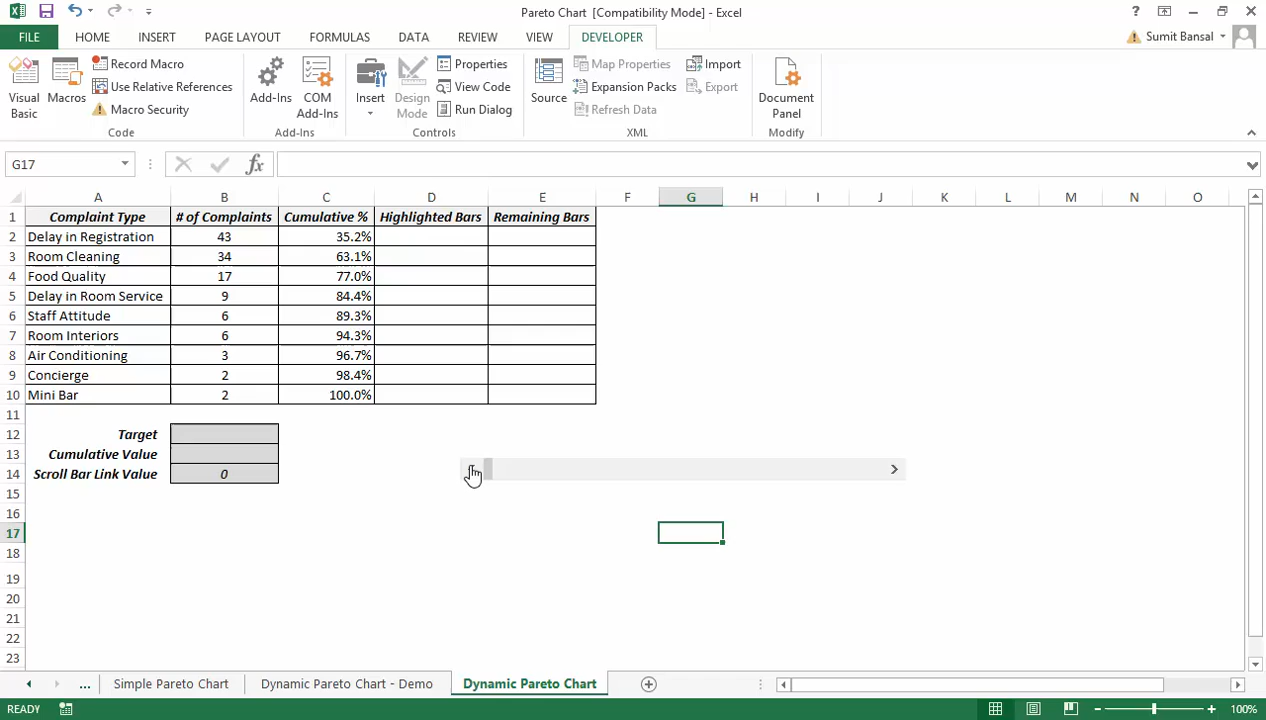 Pareto Chart [Compatibility Mode] - Excel
?
FILE HOME INSERT PAGE LAYOUT FORMULAS DATA REVIEW VIEW DEVELOPER Sumit Bansal
Visual Basic
Macros
Record Macro
Use Relative References
Macro Security
Code
Add-Ins
COM Add-Ins
Add-Ins
Insert
Design Mode
Properties
View Code
Run Dialog
Controls
Source
Map Properties
Expansion Packs
Refresh Data
Import
Export
XML
Document Panel
Modify
G17 fx
A B C D E F G H I J K L M N O
1 Complaint Type # of Complaints Cumulative % Highlighted Bars Remaining Bars
2 Delay in Registration 43 35.2%
3 Room Cleaning 34 63.1%
4 Food Quality 17 77.0%
5 Delay in Room Service 9 84.4%
6 Staff Attitude 6 89.3%
7 Room Interiors 6 94.3%
8 Air Conditioning 3 96.7%
9 Concierge 2 98.4%
10 Mini Bar 2 100.0%
11
12 Target
13 Cumulative Value
14 Scroll Bar Link Value 0
15
16
17
18
19
20
21
22
23
... Simple Pareto Chart Dynamic Pareto Chart - Demo Dynamic Pareto Chart
READY 100%